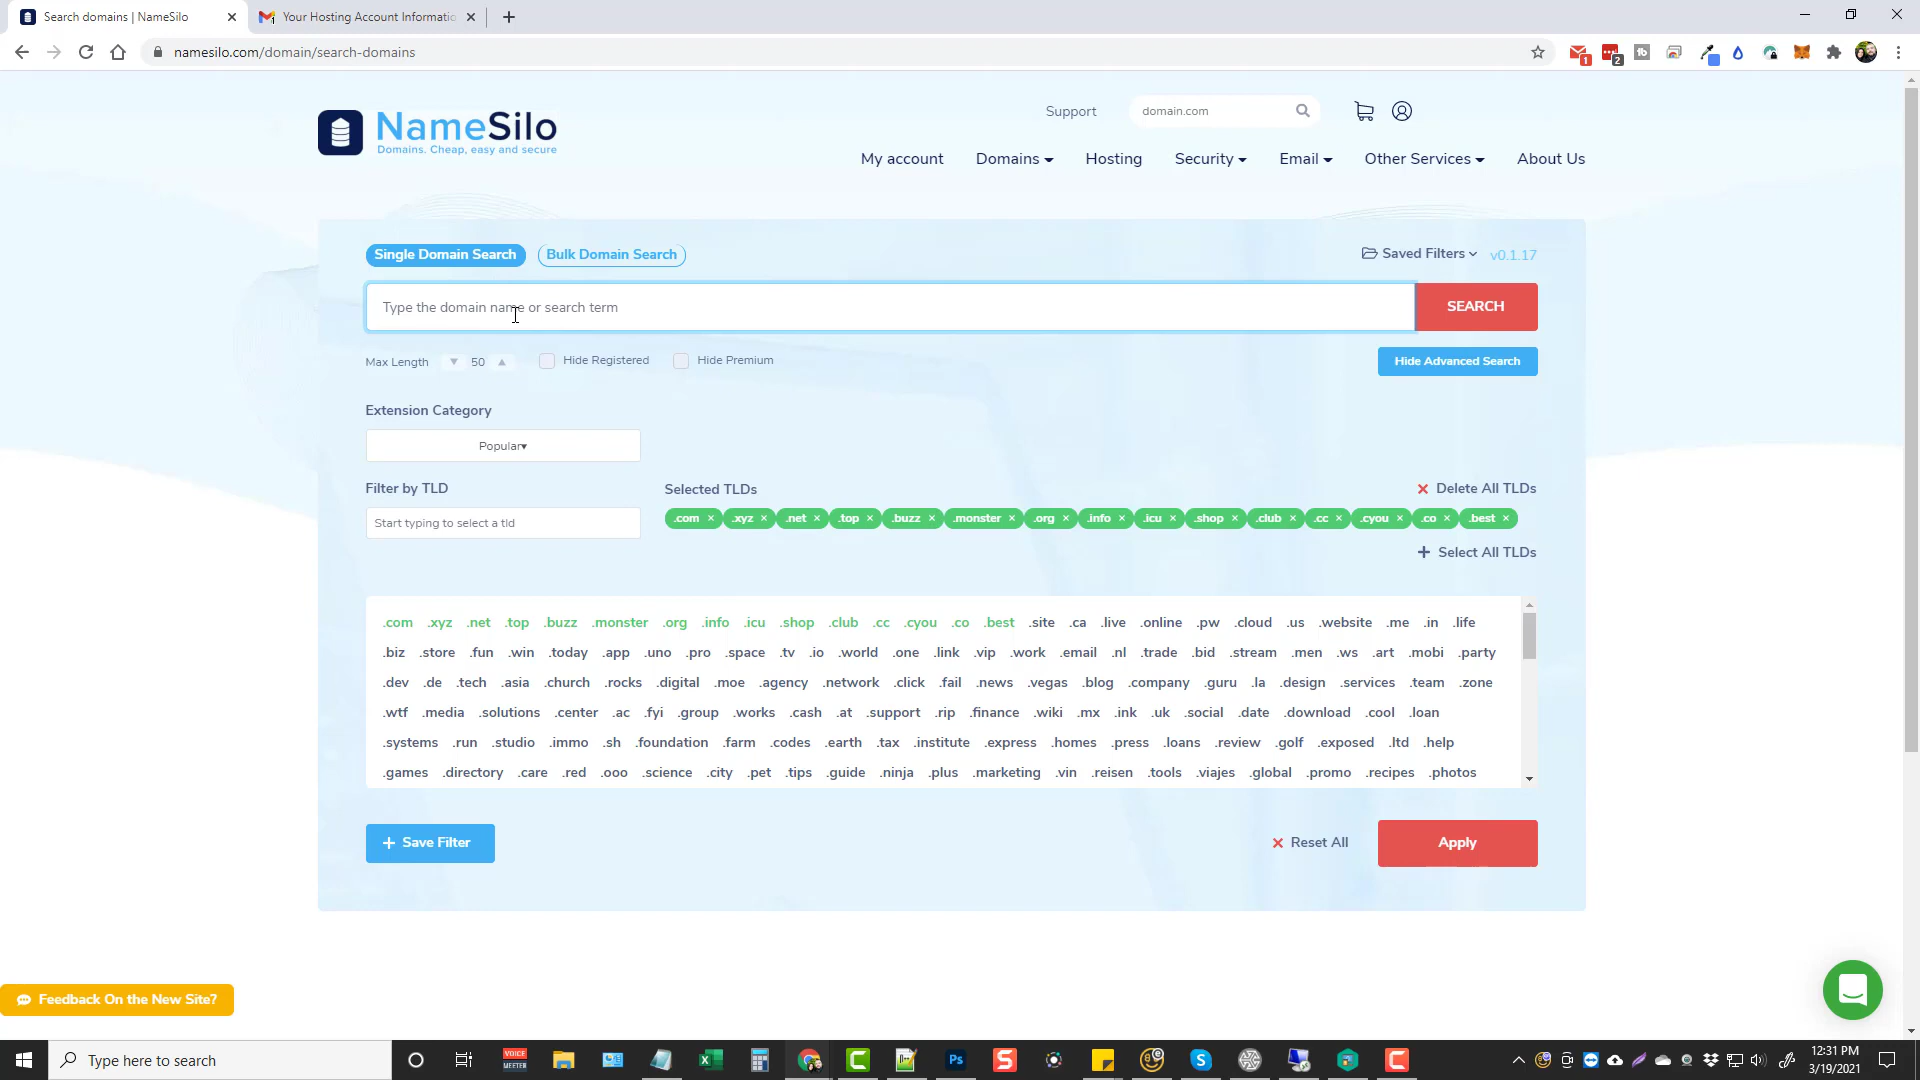 Search domains | NameSilo
Your Hosting Account Informatio
namesilo.com/domain/search-domains
1
2
NameSilo
Domains. Cheap, easy and secure
Support
domain.com
My account
Domains
Hosting
Security
Email
Other Services
About Us
Single Domain Search
Bulk Domain Search
Saved Filters
v0.1.17
Type the domain name or search term
SEARCH
Max Length
50
Hide Registered
Hide Premium
Hide Advanced Search
Extension Category
Popular
Filter by TLD
Selected TLDs
Delete All TLDs
Start typing to select a tld
.com .xyz .net .top .buzz .monster .org .info .icu .shop .club .cc .cyou .co .best
Select All TLDs
.com .xyz .net .top .buzz .monster .org .info .icu .shop .club .cc .cyou .co .best .site .ca .live .online .pw .cloud .us .website .me .in .life
.biz .store .fun .win .today .app .uno .pro .space .tv .io .world .one .link .vip .work .email .nl .trade .bid .stream .men .ws .art .mobi .party
.dev .de .tech .asia .church .rocks .digital .moe .agency .network .click .fail .news .vegas .blog .company .guru .la .design .services .team .zone
.wtf .media .solutions .center .ac .fyi .group .works .cash .at .support .rip .finance .wiki .mx .ink .uk .social .date .download .cool .loan
.systems .run .studio .immo .sh .foundation .farm .codes .earth .tax .institute .express .homes .press .loans .review .golf .exposed .ltd .help
.games .directory .care .red .ooo .science .city .pet .tips .guide .ninja .plus .marketing .vin .reisen .tools .viajes .global .promo .recipes .photos
+ Save Filter
Reset All
Apply
Feedback On the New Site?
Type here to search
VOICE
MEETER
Ps
12:31 PM
3/19/2021